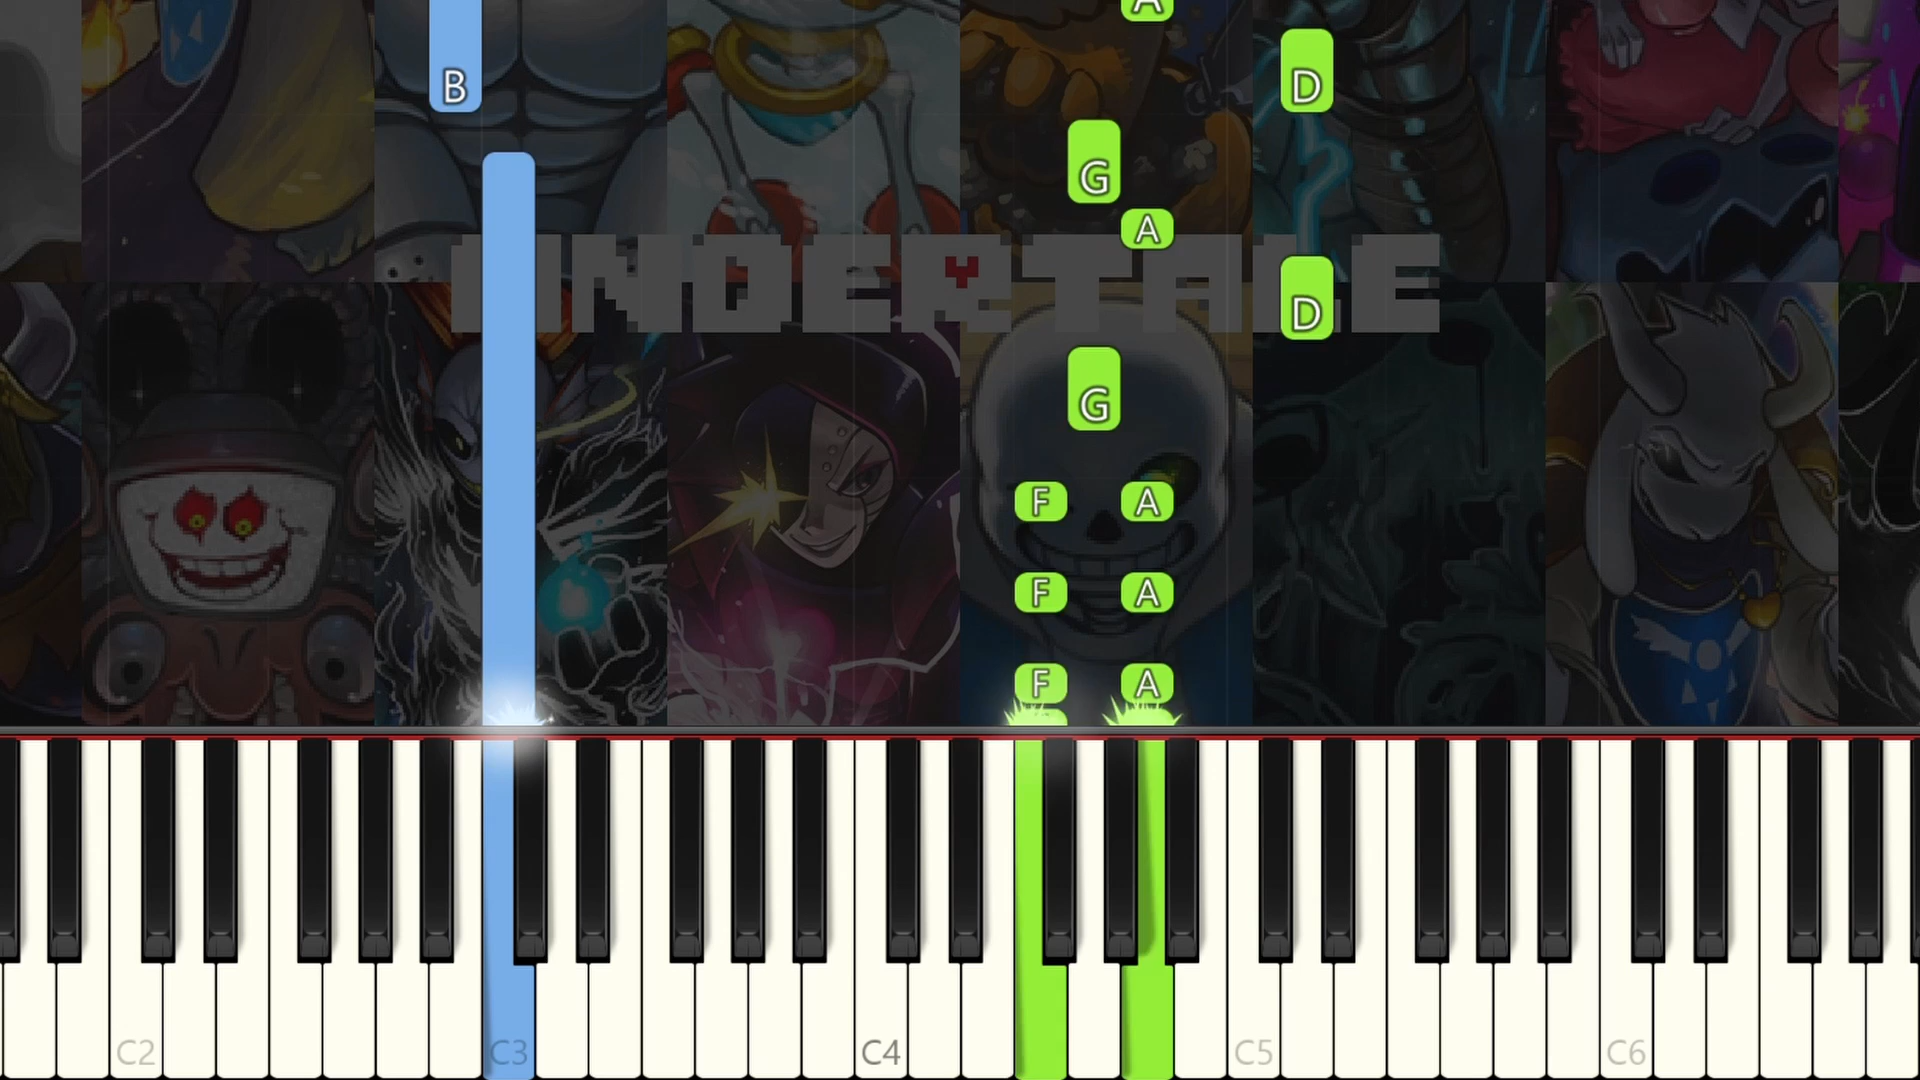 A
B D
G
A
UNDERTALE
D
G
F A
F A
F A
C2 C3 C4 C5 C6